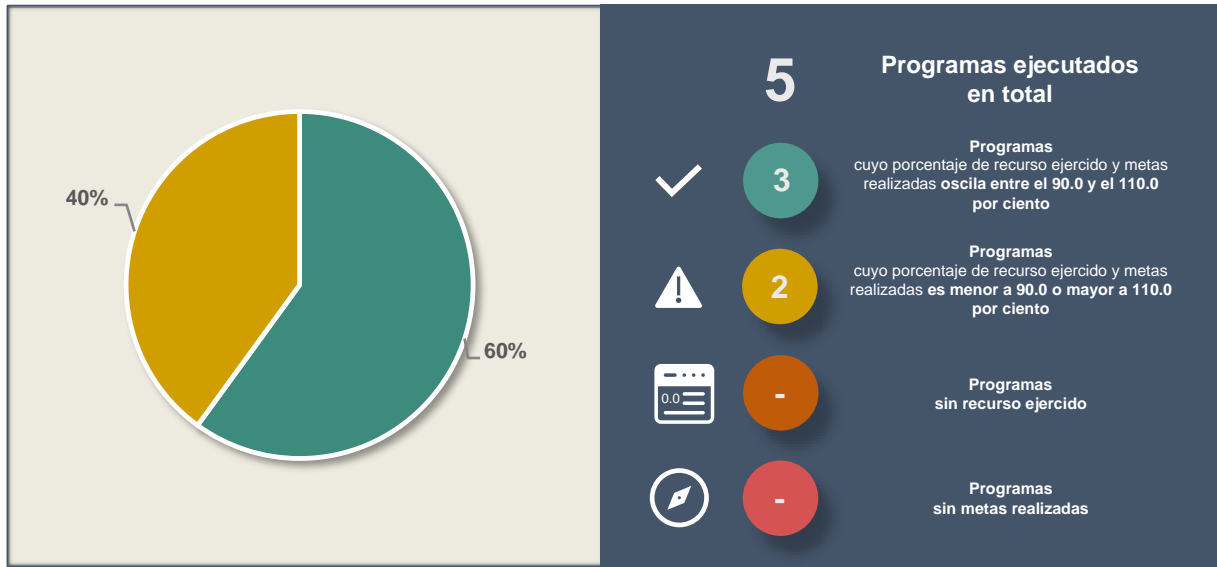 40%
60%
5
Programas ejecutados
en total
3
Programas
cuyo porcentaje de recurso ejercido y metas
realizadas oscila entre el 90.0 y el 110.0
por ciento
2
Programas
cuyo porcentaje de recurso ejercido y metas
realizadas es menor a 90.0 o mayor a 110.0
por ciento
0.0
-
Programas
sin recurso ejercido
-
Programas
sin metas realizadas